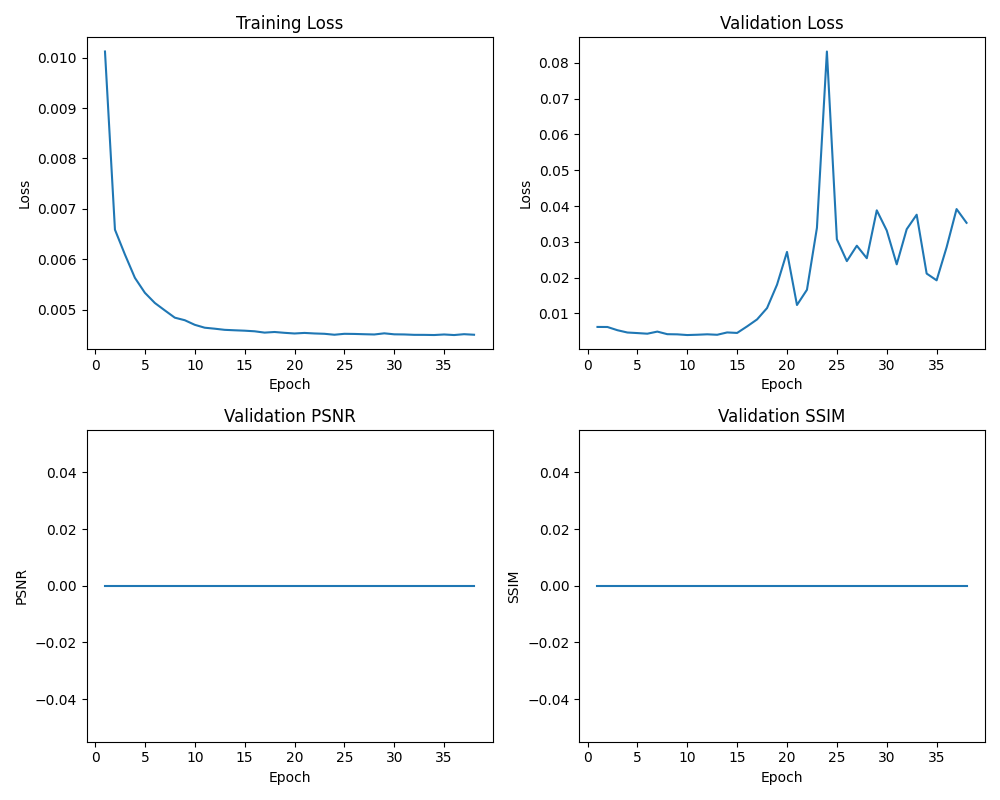 Training Loss
Loss
0.010
0.009
0.008
0.007
0.006
0.005
0 5 10 15 20 25 30 35
Epoch
Validation Loss
Loss
0.08
0.07
0.06
0.05
0.04
0.03
0.02
0.01
0 5 10 15 20 25 30 35
Epoch
Validation PSNR
PSNR
0.04
0.02
0.00
−0.02
−0.04
0 5 10 15 20 25 30 35
Epoch
Validation SSIM
SSIM
0.04
0.02
0.00
−0.02
−0.04
0 5 10 15 20 25 30 35
Epoch